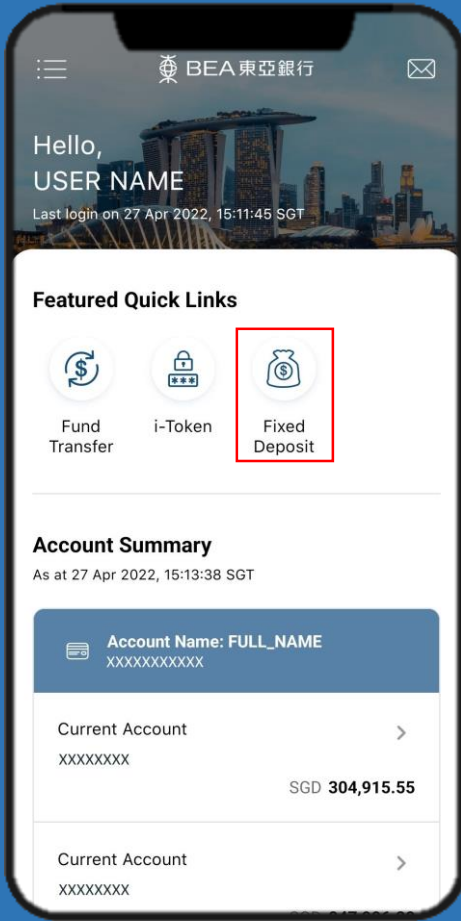 BEA東亞銀行
Hello,
USER NAME
Last login on 27 Apr 2022, 15:11:45 SGT
Featured Quick Links
Fund
Transfer
i-Token
Fixed
Deposit
Account Summary
As at 27 Apr 2022, 15:13:38 SGT
Account Name: FULL_NAME
XXXXXXXXXXX
Current Account
XXXXXXXX
SGD 304,915.55
Current Account
XXXXXXXX